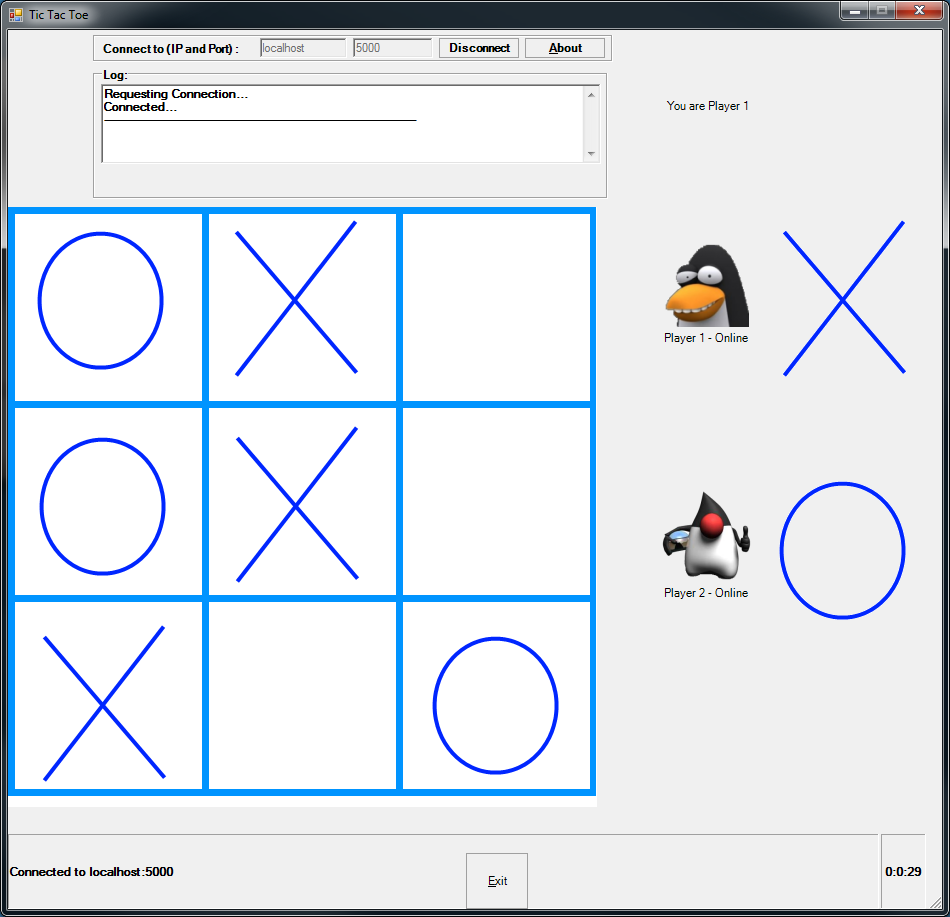 Tic Tac Toe
Connect to (IP and Port) : localhost 5000 Disconnect About
Log:
Requesting Connection...
Connected...
You are Player 1
Player 1 - Online
Player 2 - Online
Connected to localhost:5000 Exit 0:0:29